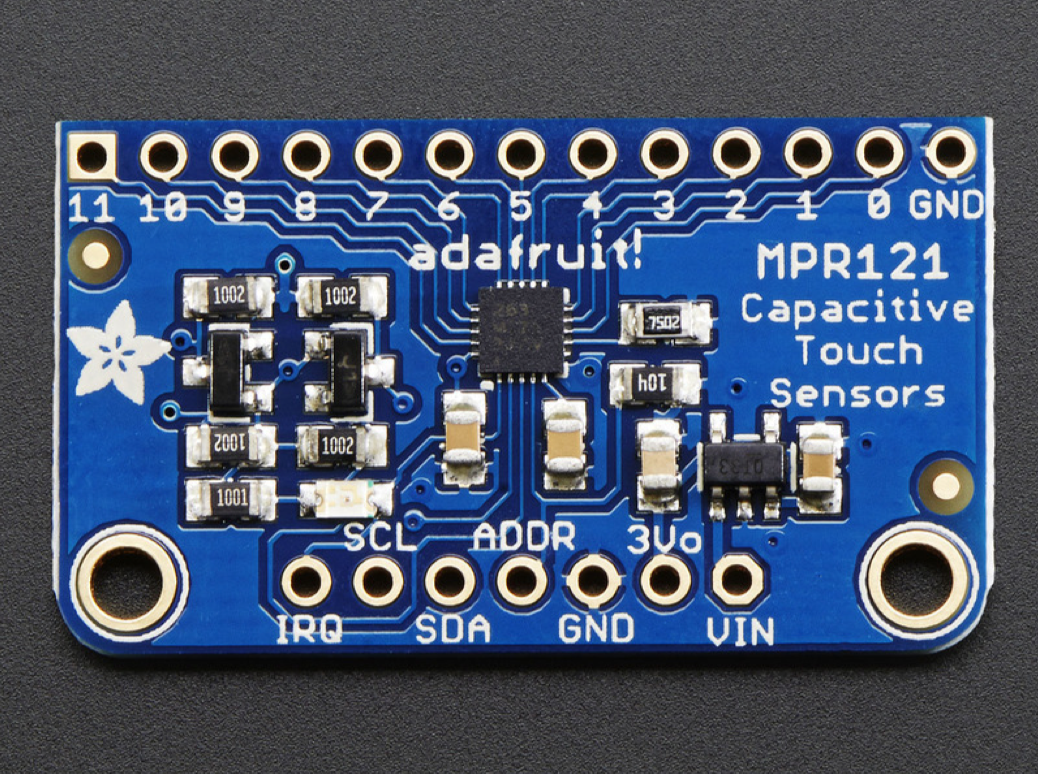 11 10 9 8 7 6 5 4 3 2 1 0 GND
adafruit!
MPR121
Capacitive
Touch
Sensors
1002 1002
7502
104
1002 1002
1001
SCL ADDR 3Vo
IRQ SDA GND VIN